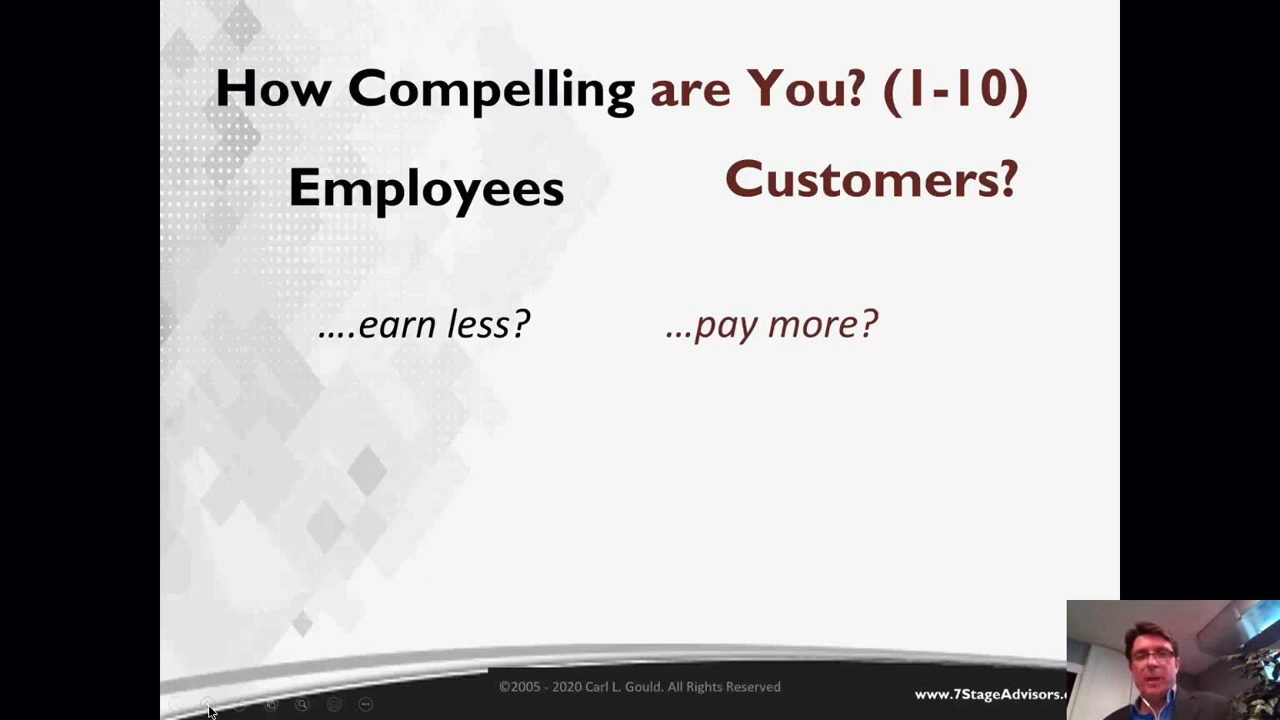 How Compelling are You? (1-10)
Employees
Customers?
....earn less?
...pay more?
©2005 - 2020 Carl L. Gould. All Rights Reserved
www.7StageAdvisors.